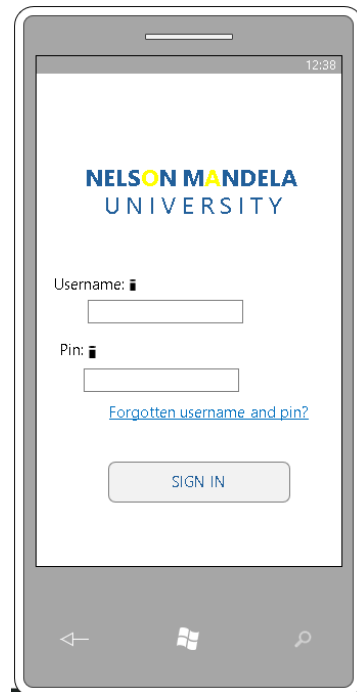 12:38
NELSON MANDELA
UNIVERSITY
Username:
Pin:
Forgotten username and pin?
SIGN IN